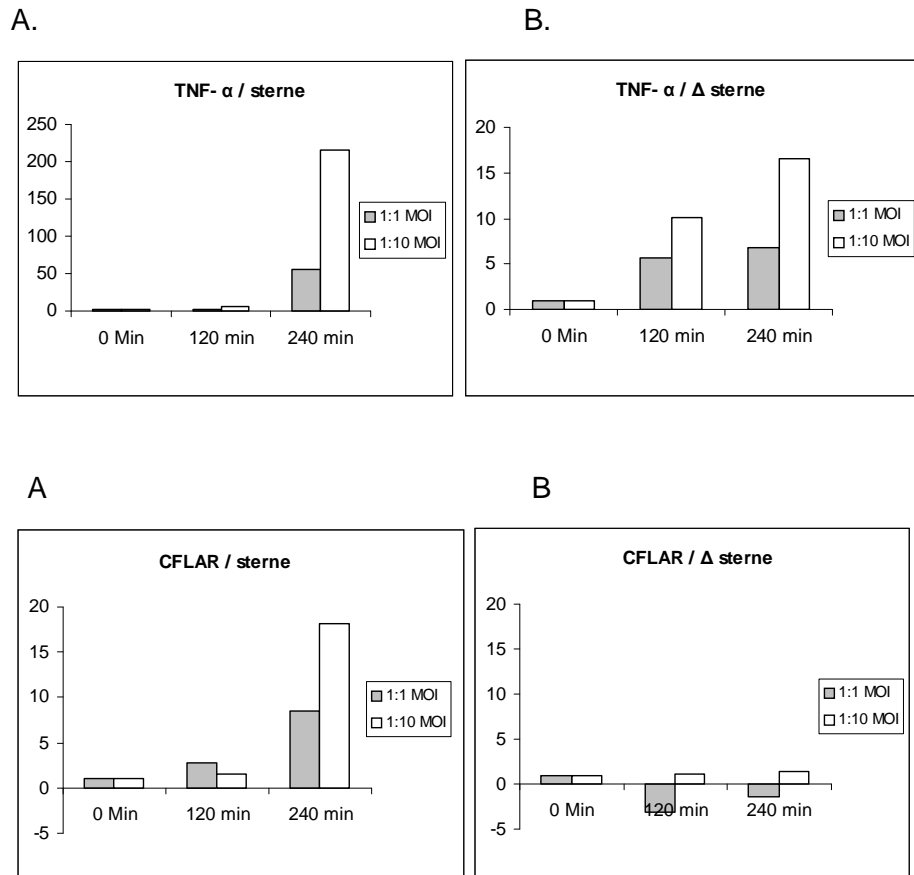 A.
B.
TNF- α / sterne
250
200
150
100
50
0
0 Min 120 min 240 min
1:1 MOI
1:10 MOI
TNF- α / Δ sterne
20
15
10
5
0
0 Min 120 min 240 min
1:1 MOI
1:10 MOI
A
B
CFLAR / sterne
20
15
10
5
0
-5
0 Min 120 min 240 min
1:1 MOI
1:10 MOI
CFLAR / Δ sterne
20
15
10
5
0
-5
0 Min 120 min 240 min
1:1 MOI
1:10 MOI